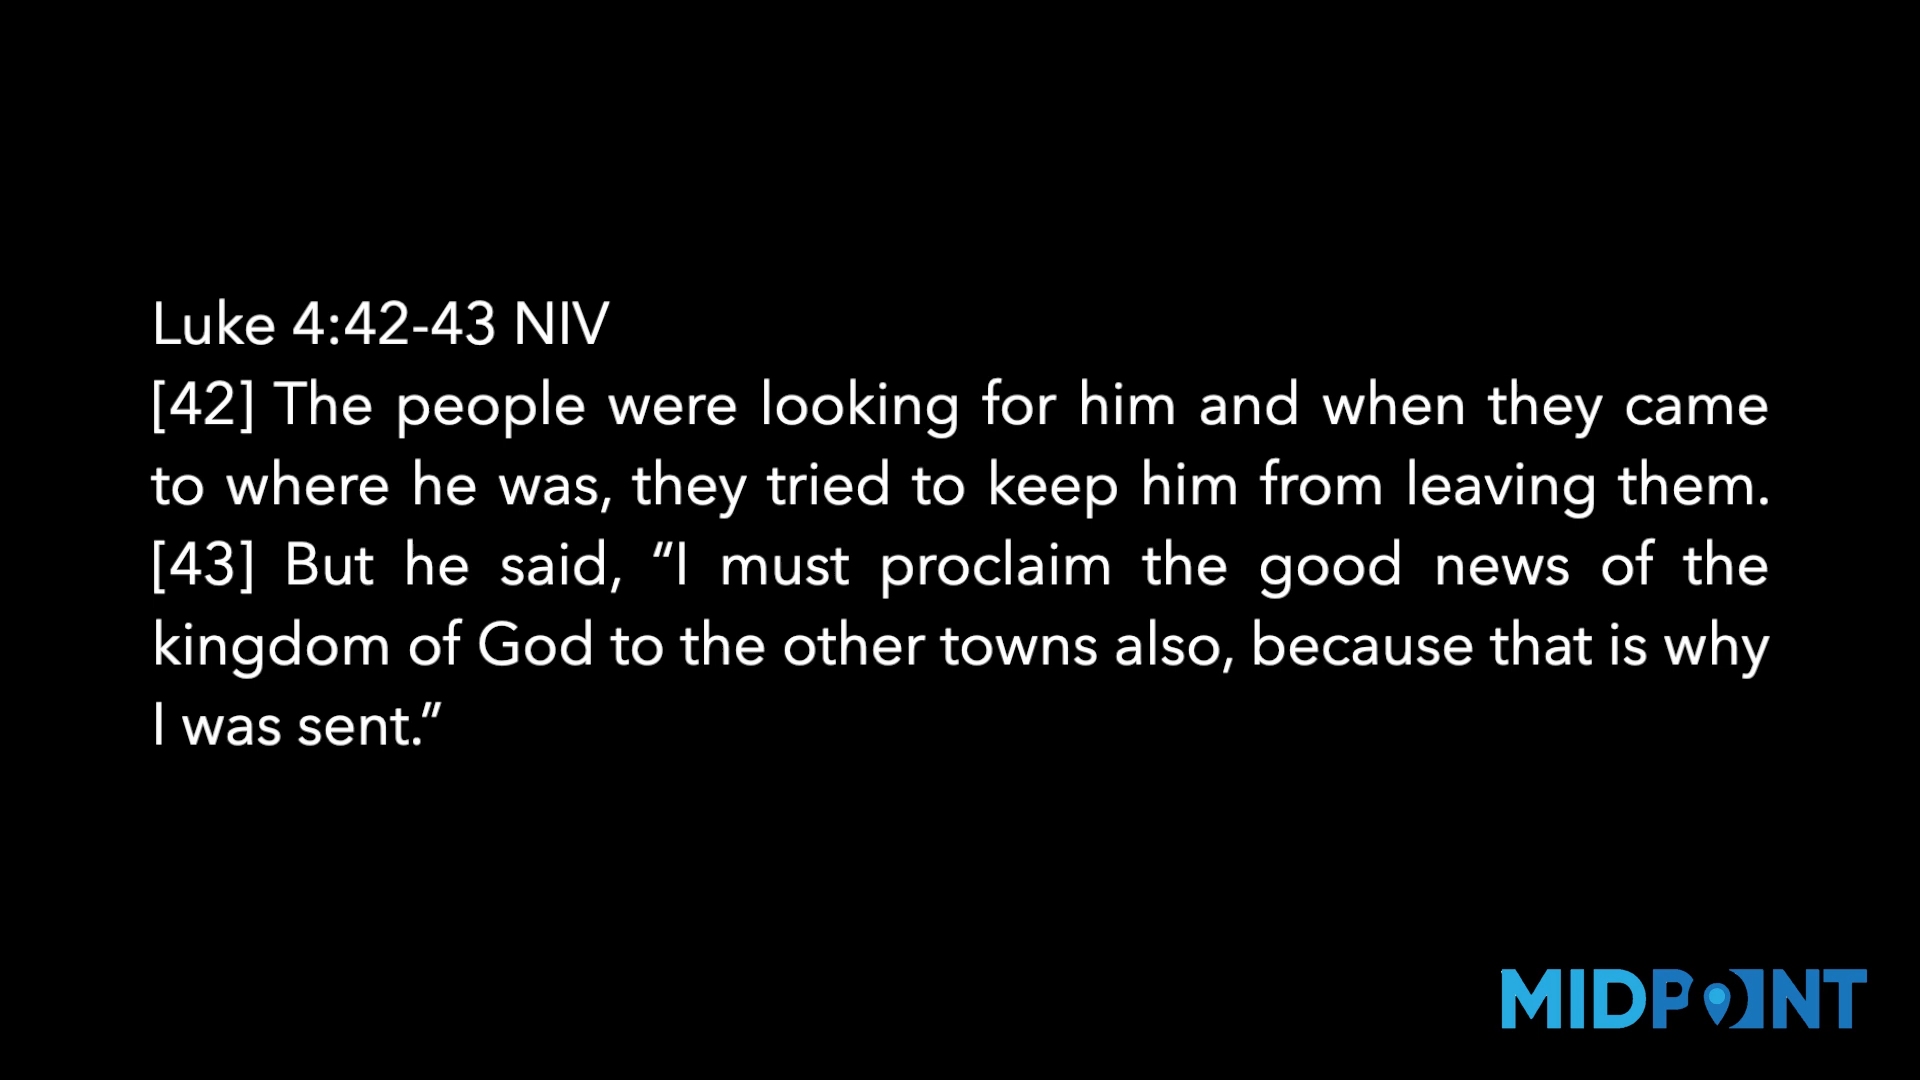 Luke 4:42-43 NIV
[42] The people were looking for him and when they came
to where he was, they tried to keep him from leaving them.
[43] But he said, “I must proclaim the good news of the
kingdom of God to the other towns also, because that is why
I was sent.”
MIDPOINT